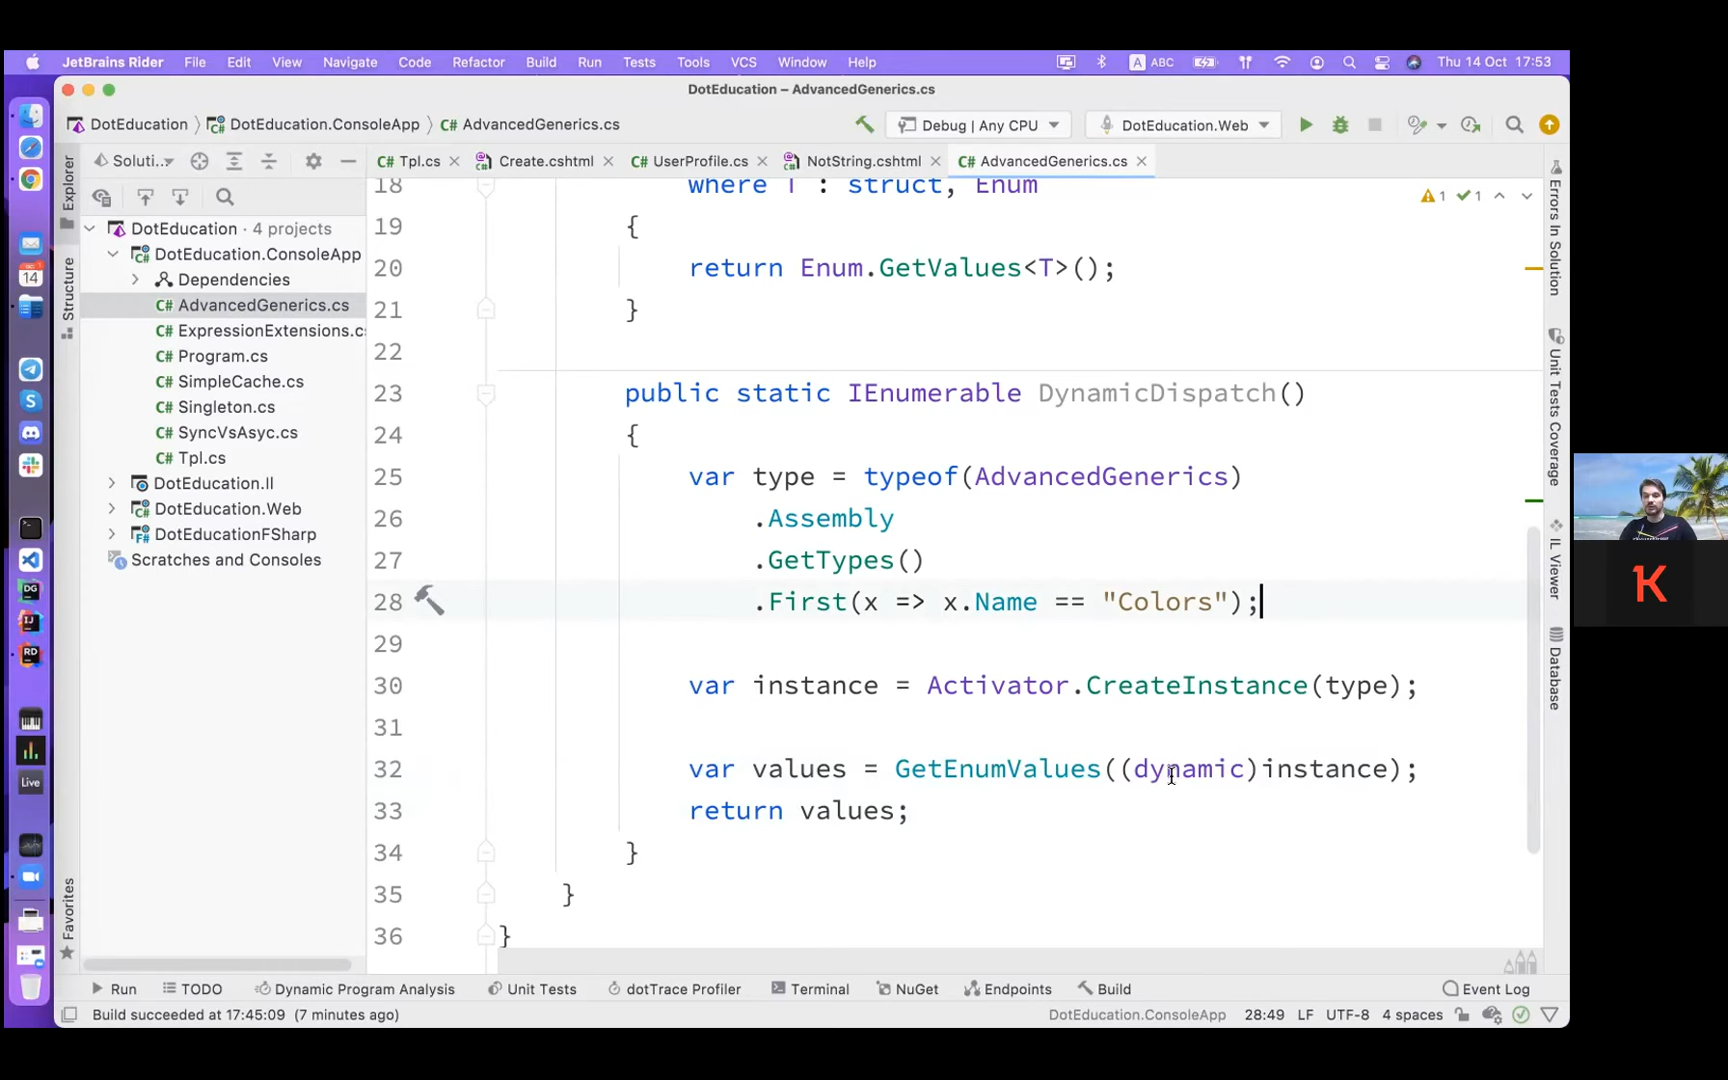 JetBrains Rider File Edit View Navigate Code Refactor Build Run Tests Tools VCS Window Help A ABC Thu 14 Oct 17:53
DotEducation – AdvancedGenerics.cs
DotEducation DotEducation.ConsoleApp C# AdvancedGenerics.cs Debug | Any CPU DotEducation.Web
Explorer
Structure
Favorites
Soluti..
Tpl.cs Create.cshtml UserProfile.cs NotString.cshtml AdvancedGenerics.cs
DotEducation · 4 projects
DotEducation.ConsoleApp
Dependencies
C# AdvancedGenerics.cs
C# ExpressionExtensions.c
C# Program.cs
C# SimpleCache.cs
C# Singleton.cs
C# SyncVsAsyc.cs
C# Tpl.cs
DotEducation.Il
DotEducation.Web
DotEducationFSharp
Scratches and Consoles
1 1
18 where T : struct, Enum
19 {
20 return Enum.GetValues<T>();
21 }
22
23 public static IEnumerable DynamicDispatch()
24 {
25 var type = typeof(AdvancedGenerics)
26 .Assembly
27 .GetTypes()
28 .First(x => x.Name == "Colors");
29
30 var instance = Activator.CreateInstance(type);
31
32 var values = GetEnumValues((dynamic)instance);
33 return values;
34 }
35 }
36 }
Errors In Solution
Unit Tests Coverage
IL Viewer
Database
K
14
DG
RD
Live
Run TODO Dynamic Program Analysis Unit Tests dotTrace Profiler Terminal NuGet Endpoints Build Event Log
Build succeeded at 17:45:09 (7 minutes ago) DotEducation.ConsoleApp 28:49 LF UTF-8 4 spaces